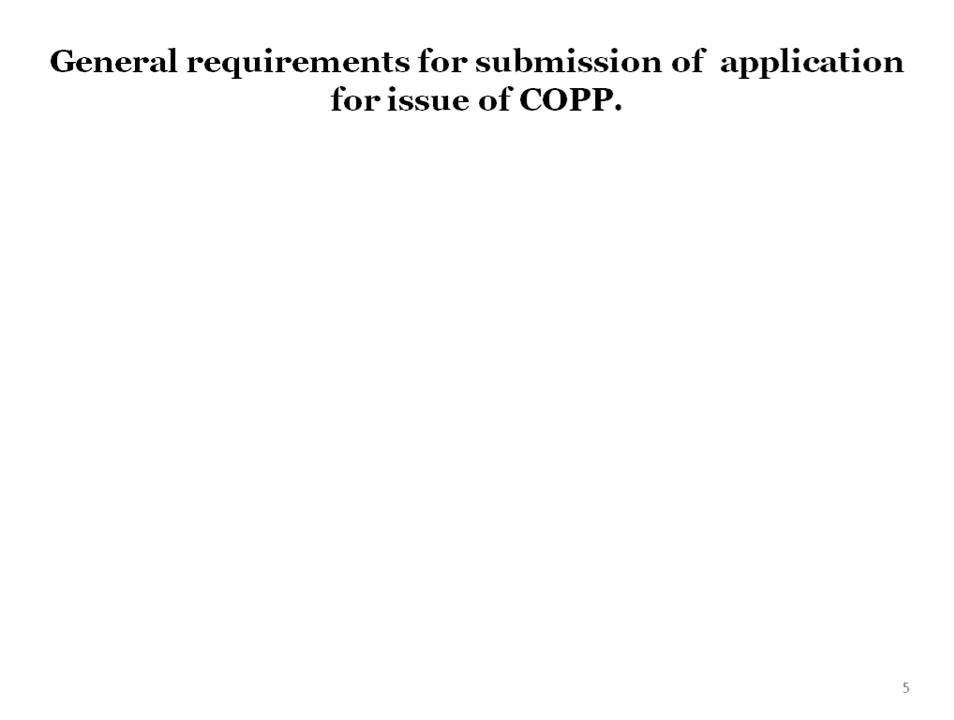 General requirements for submission of  application
for issue of COPP.
5